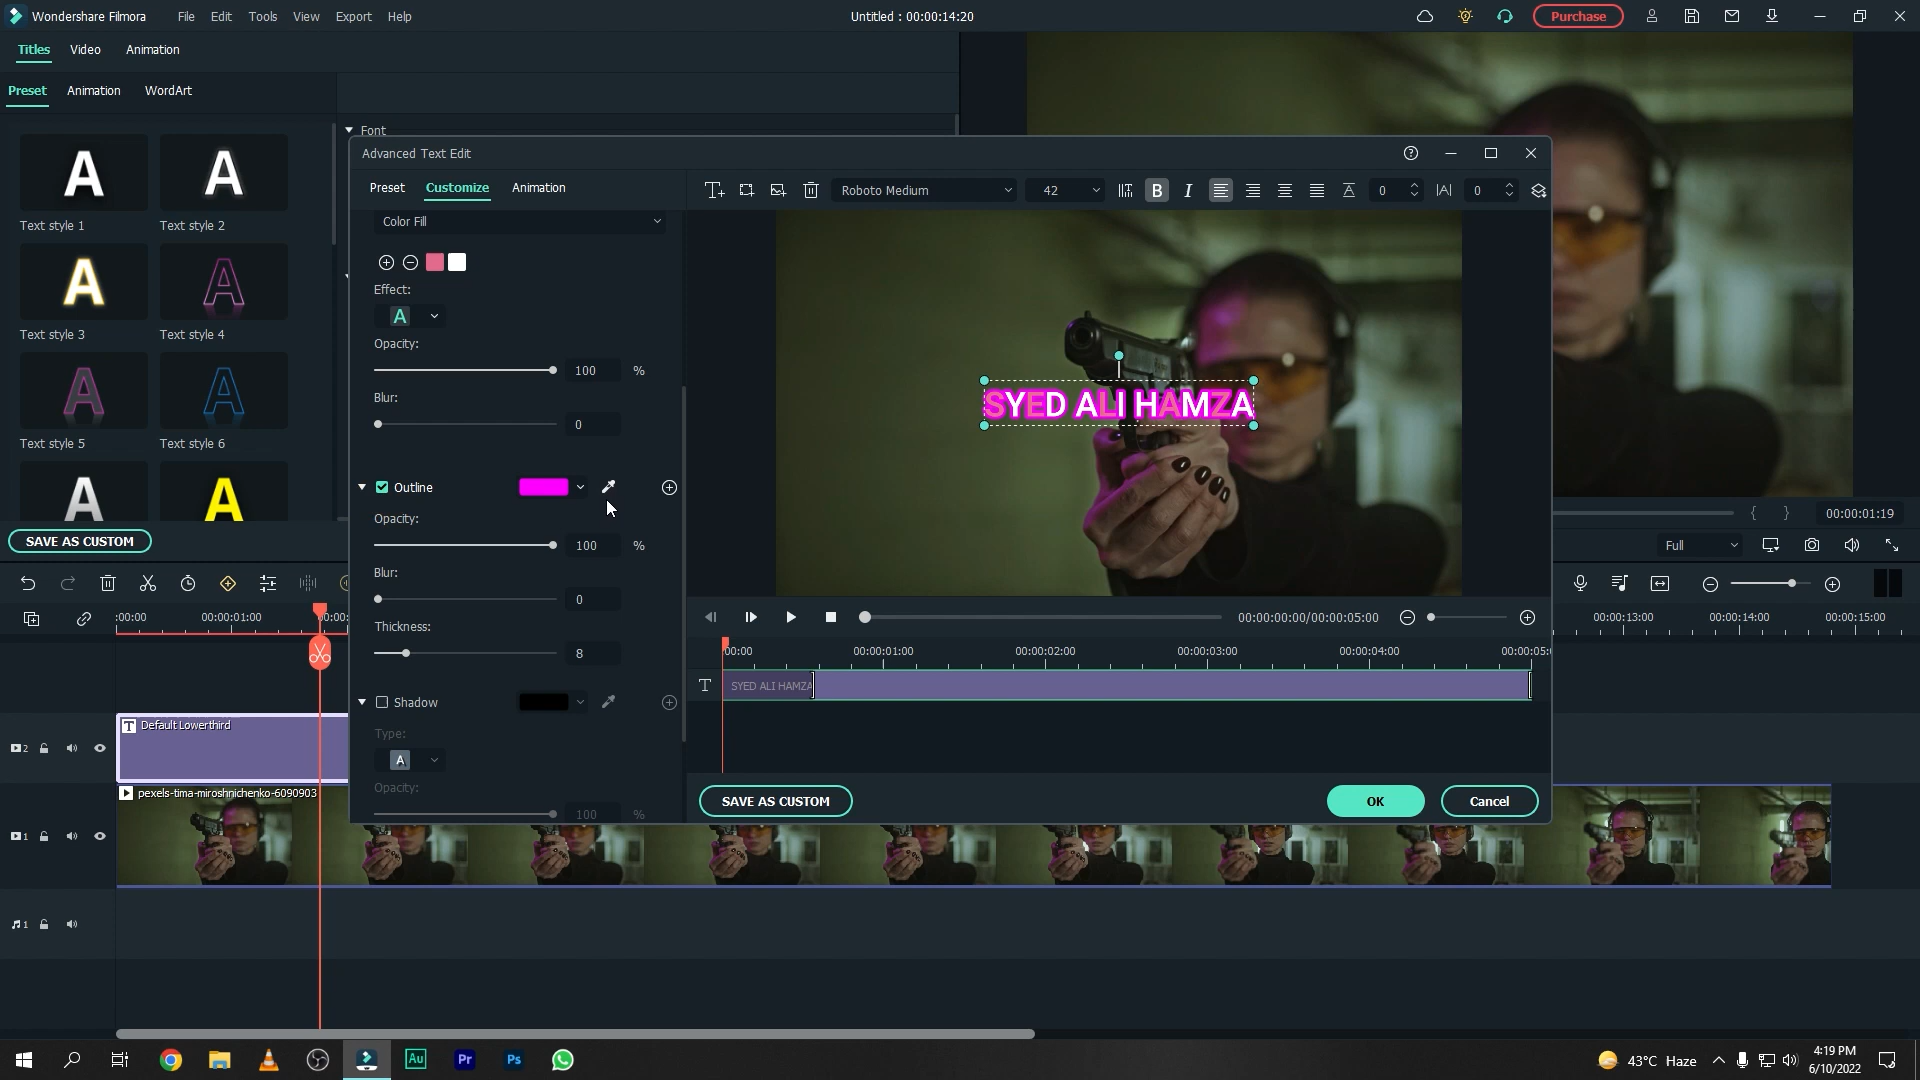 Wondershare Filmora File Edit Tools View Export Help
Untitled : 00:00:14:20
Purchase
Titles Video Animation
Preset Animation WordArt
Font
Text style 1 Text style 2
Text style 3 Text style 4
Text style 5 Text style 6
SAVE AS CUSTOM
Advanced Text Edit
Preset Customize Animation
Roboto Medium 42 B I 0 0
Color Fill
Effect:
A
Opacity:
100 %
Blur:
0
Outline
Opacity:
100 %
Blur:
0
Thickness:
8
Shadow
Type:
A
Opacity:
100 %
SYED ALI HAMZA
00:00:00:00/00:00:05:00
00:00 00:00:01:00 00:00:02:00 00:00:03:00 00:00:04:00 00:00:05:
T SYED ALI HAMZA
SAVE AS CUSTOM OK Cancel
{ } 00:00:01:19
Full
:00:00 00:00:01:00 00:00: 00:00:13:00 00:00:14:00 00:00:15:00
2 T Default Lowerthird
pexels-tima-miroshnichenko-6090903
1
1
Au Pr Ps
43°C Haze
4:19 PM
6/10/2022